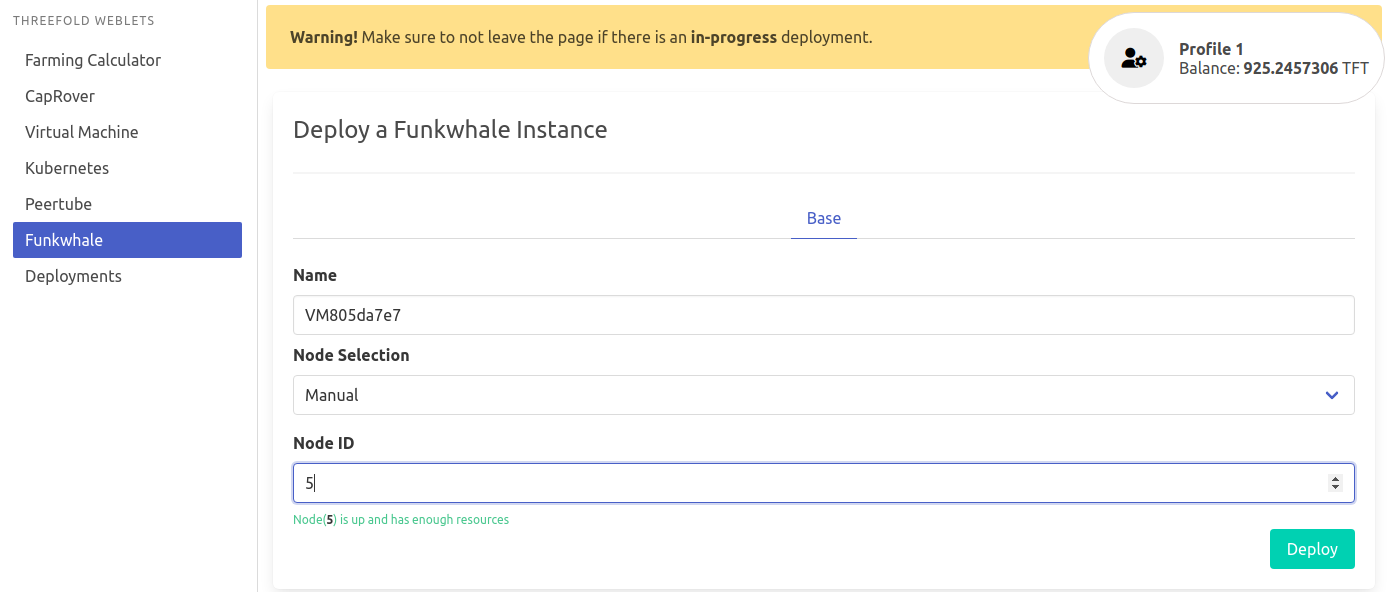 THREEFOLD WEBLETS
Farming Calculator
CapRover
Virtual Machine
Kubernetes
Peertube
Funkwhale
Deployments
Warning! Make sure to not leave the page if there is an in-progress deployment.
Profile 1
Balance: 925.2457306 TFT
Deploy a Funkwhale Instance
Base
Name
VM805da7e7
Node Selection
Manual
Node ID
5
Node(5) is up and has enough resources
Deploy